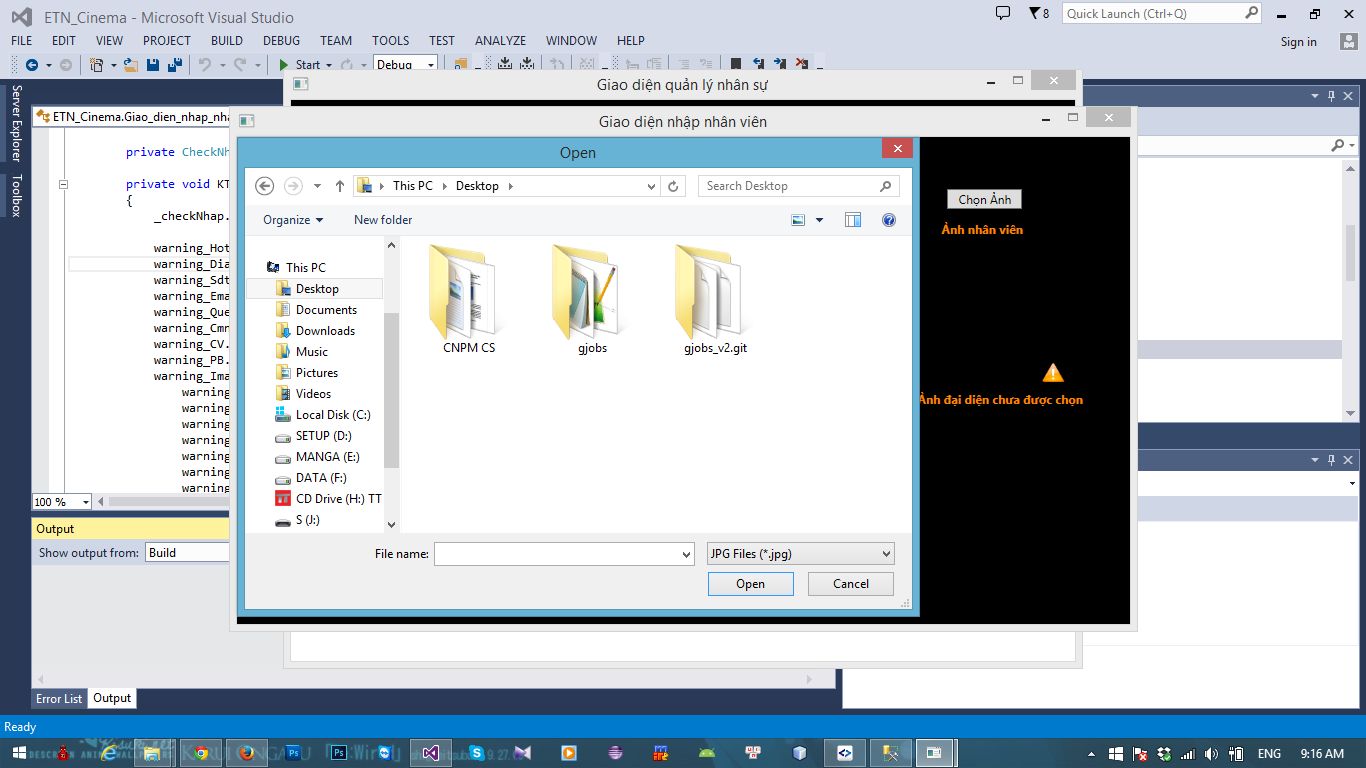 ETN_Cinema - Microsoft Visual Studio
8
Quick Launch (Ctrl+Q)
FILE EDIT VIEW PROJECT BUILD DEBUG TEAM TOOLS TEST ANALYZE WINDOW HELP
Sign in
Start
Debug
Giao diện quản lý nhân sự
Server Explorer
Toolbox
ETN_Cinema.Giao_dien_nhap_nha
Giao diện nhập nhân viên
private CheckNh
private void KT
{
_checkNhap.
warning_Hot
warning_Dia
warning_Sdt
warning_Ema
warning_Que
warning_Cmn
warning_CV.
warning_PB.
warning_Ima
warning
warning
warning
warning
warning
warning
warning
100 %
Open
This PC
Desktop
Search Desktop
Organize
New folder
This PC
Desktop
Documents
Downloads
Music
Pictures
Videos
Local Disk (C:)
SETUP (D:)
MANGA (E:)
DATA (F:)
CD Drive (H:) TT
S (J:)
CNPM CS
gjobs
gjobs_v2.git
File name:
JPG Files (*.jpg)
Open
Cancel
Chọn Ảnh
Ảnh nhân viên
Ảnh đại diện chưa được chọn
Output
Show output from: Build
Error List
Output
Ready
ENG
9:16 AM